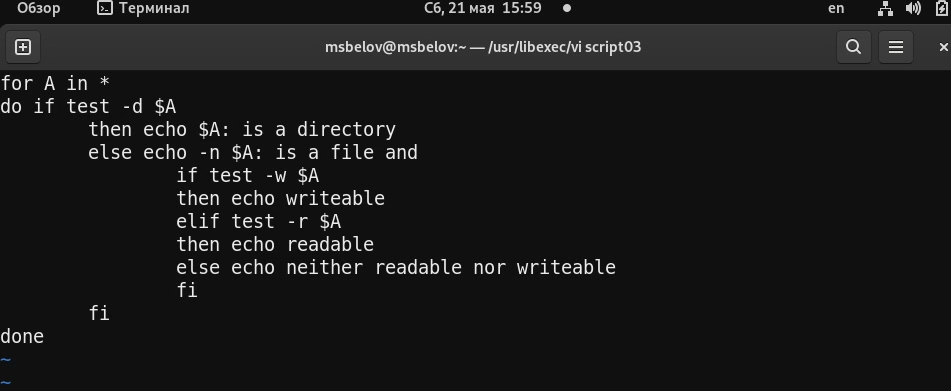 Обзор Терминал Сб, 21 мая 15:59 en
msbelov@msbelov:~ — /usr/libexec/vi script03
for A in *
do if test -d $A
        then echo $A: is a directory
        else echo -n $A: is a file and
                if test -w $A
                then echo writeable
                elif test -r $A
                then echo readable
                else echo neither readable nor writeable
                fi
        fi
done
~
~